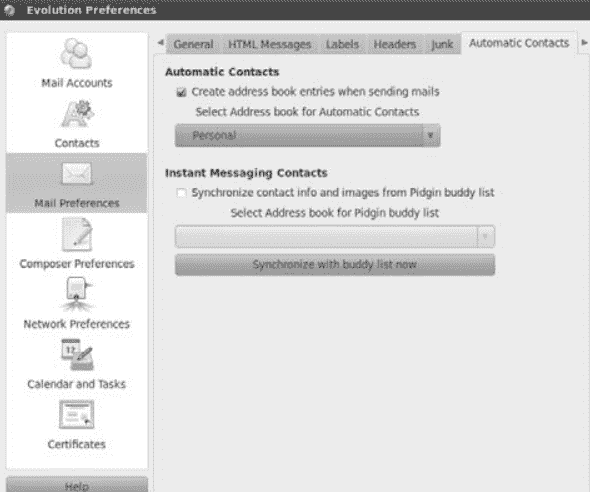 Evolution Preferences
General HTML Messages Labels Headers Junk Automatic Contacts
Mail Accounts
Contacts
Mail Preferences
Composer Preferences
Network Preferences
Calendar and Tasks
Certificates
Help
Automatic Contacts
Create address book entries when sending mails
Select Address book for Automatic Contacts
Personal
Instant Messaging Contacts
Synchronize contact info and images from Pidgin buddy list
Select Address book for Pidgin buddy list
Synchronize with buddy list now